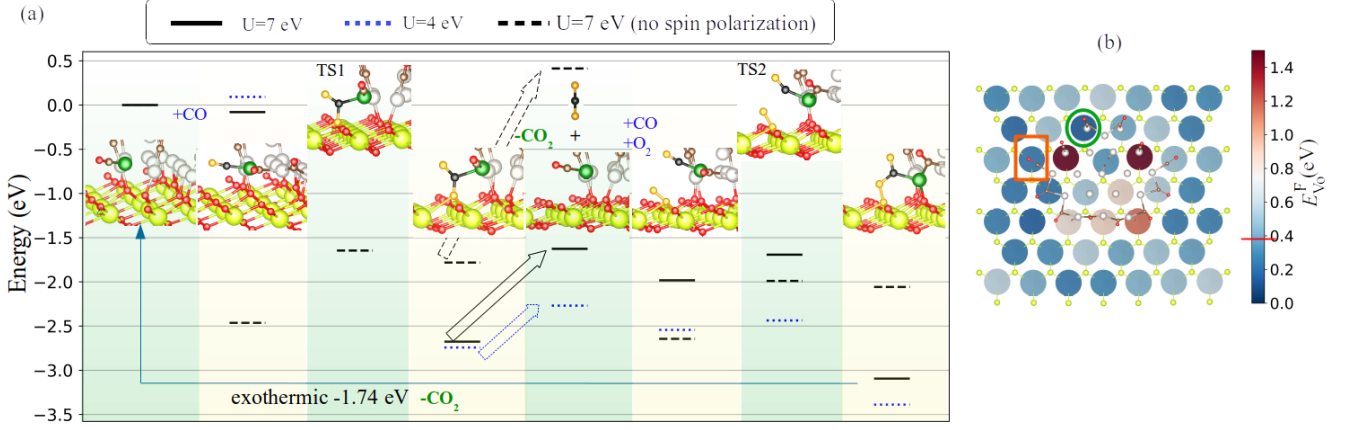 (a)
U=7 eV
U=4 eV
U=7 eV (no spin polarization)
Energy (eV)
0.5
0.0
−0.5
−1.0
−1.5
−2.0
−2.5
−3.0
−3.5
+CO
TS1
-CO2
+
+CO
+O2
TS2
exothermic -1.74 eV -CO2
(b)
1.4
1.2
1.0
0.8
0.6
0.4
0.2
0.0
E^F_Vo (eV)